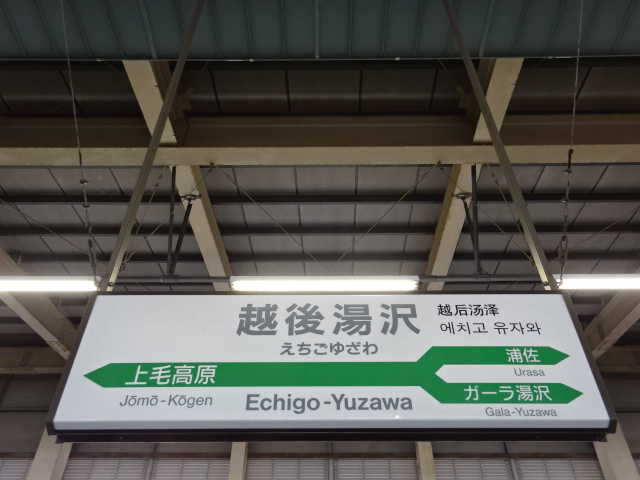 越後湯沢
越后汤泽
에치고 유자와
えちごゆざわ
上毛高原
Jōmō-Kōgen
Echigo-Yuzawa
浦佐
Urasa
ガーラ湯沢
Gala-Yuzawa